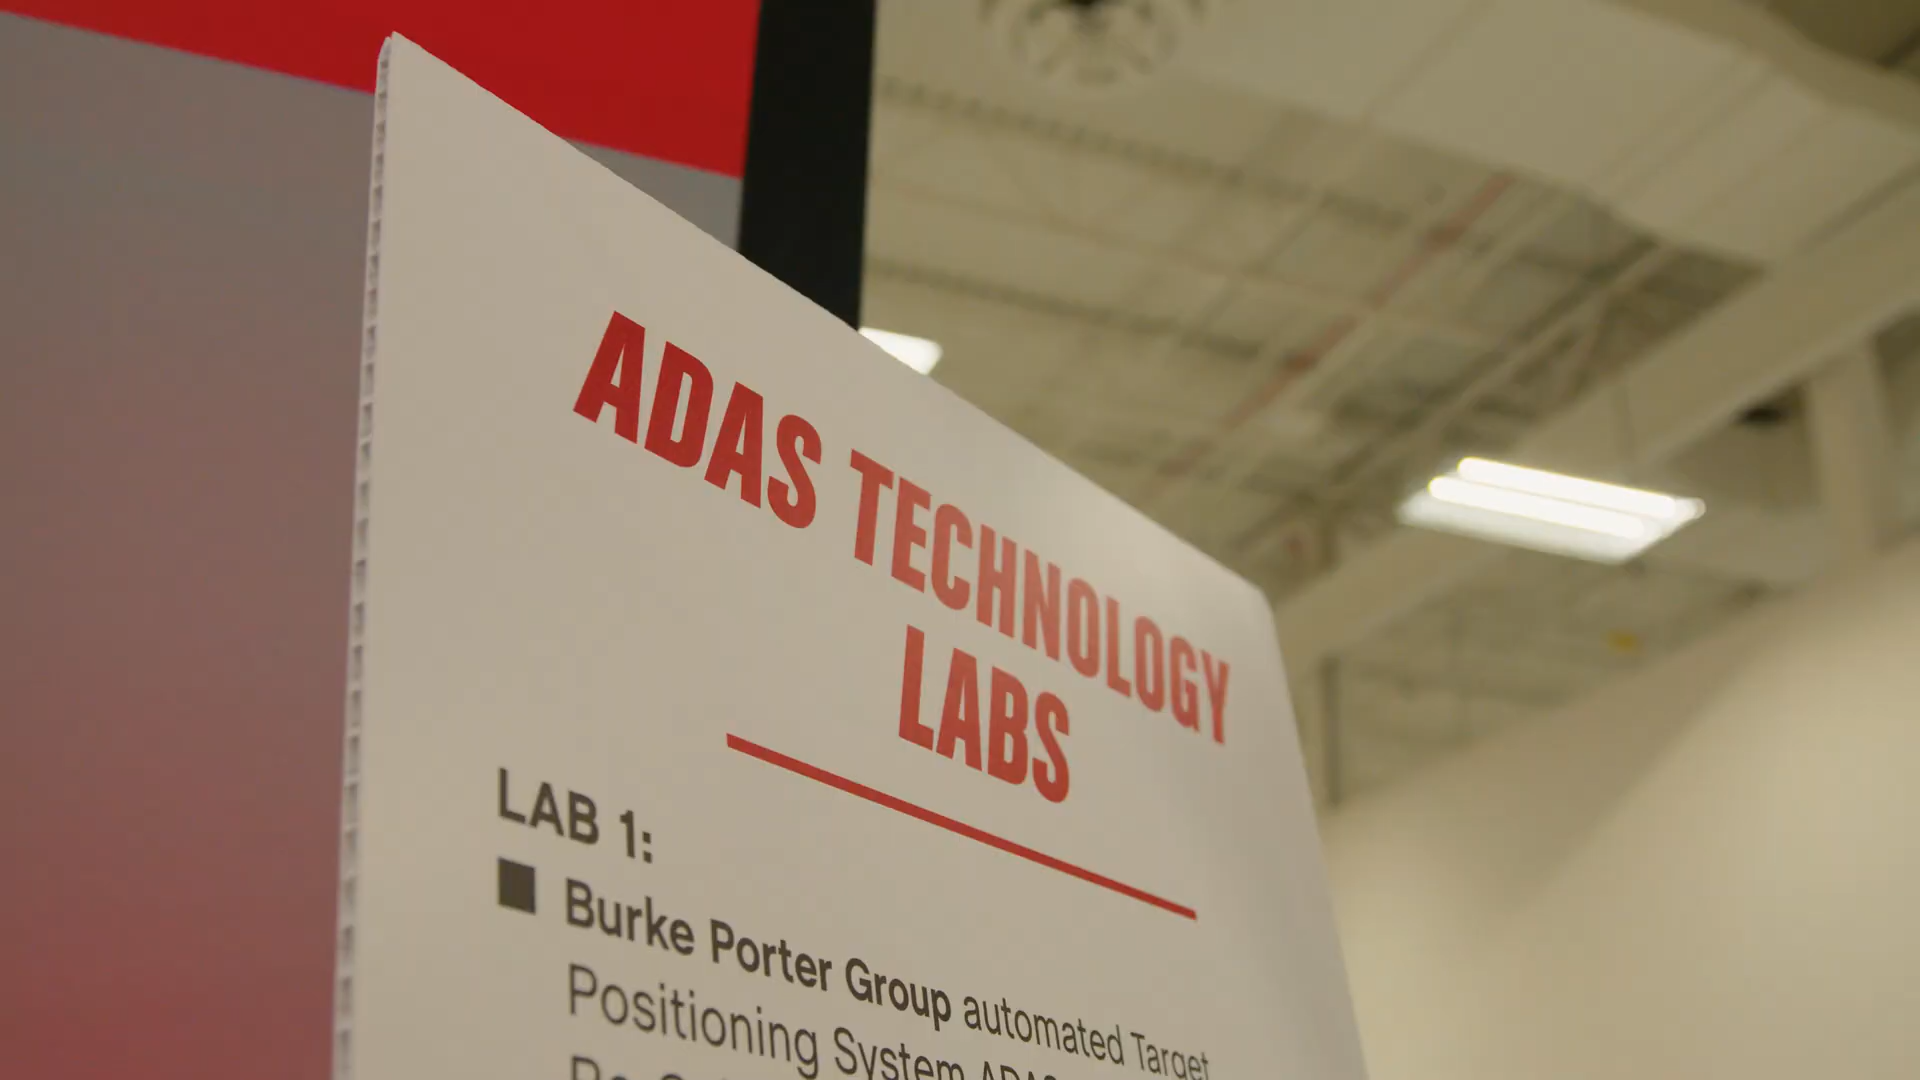 ADAS TECHNOLOGY
LABS
LAB 1:
■ Burke Porter Group automated Target
Positioning System